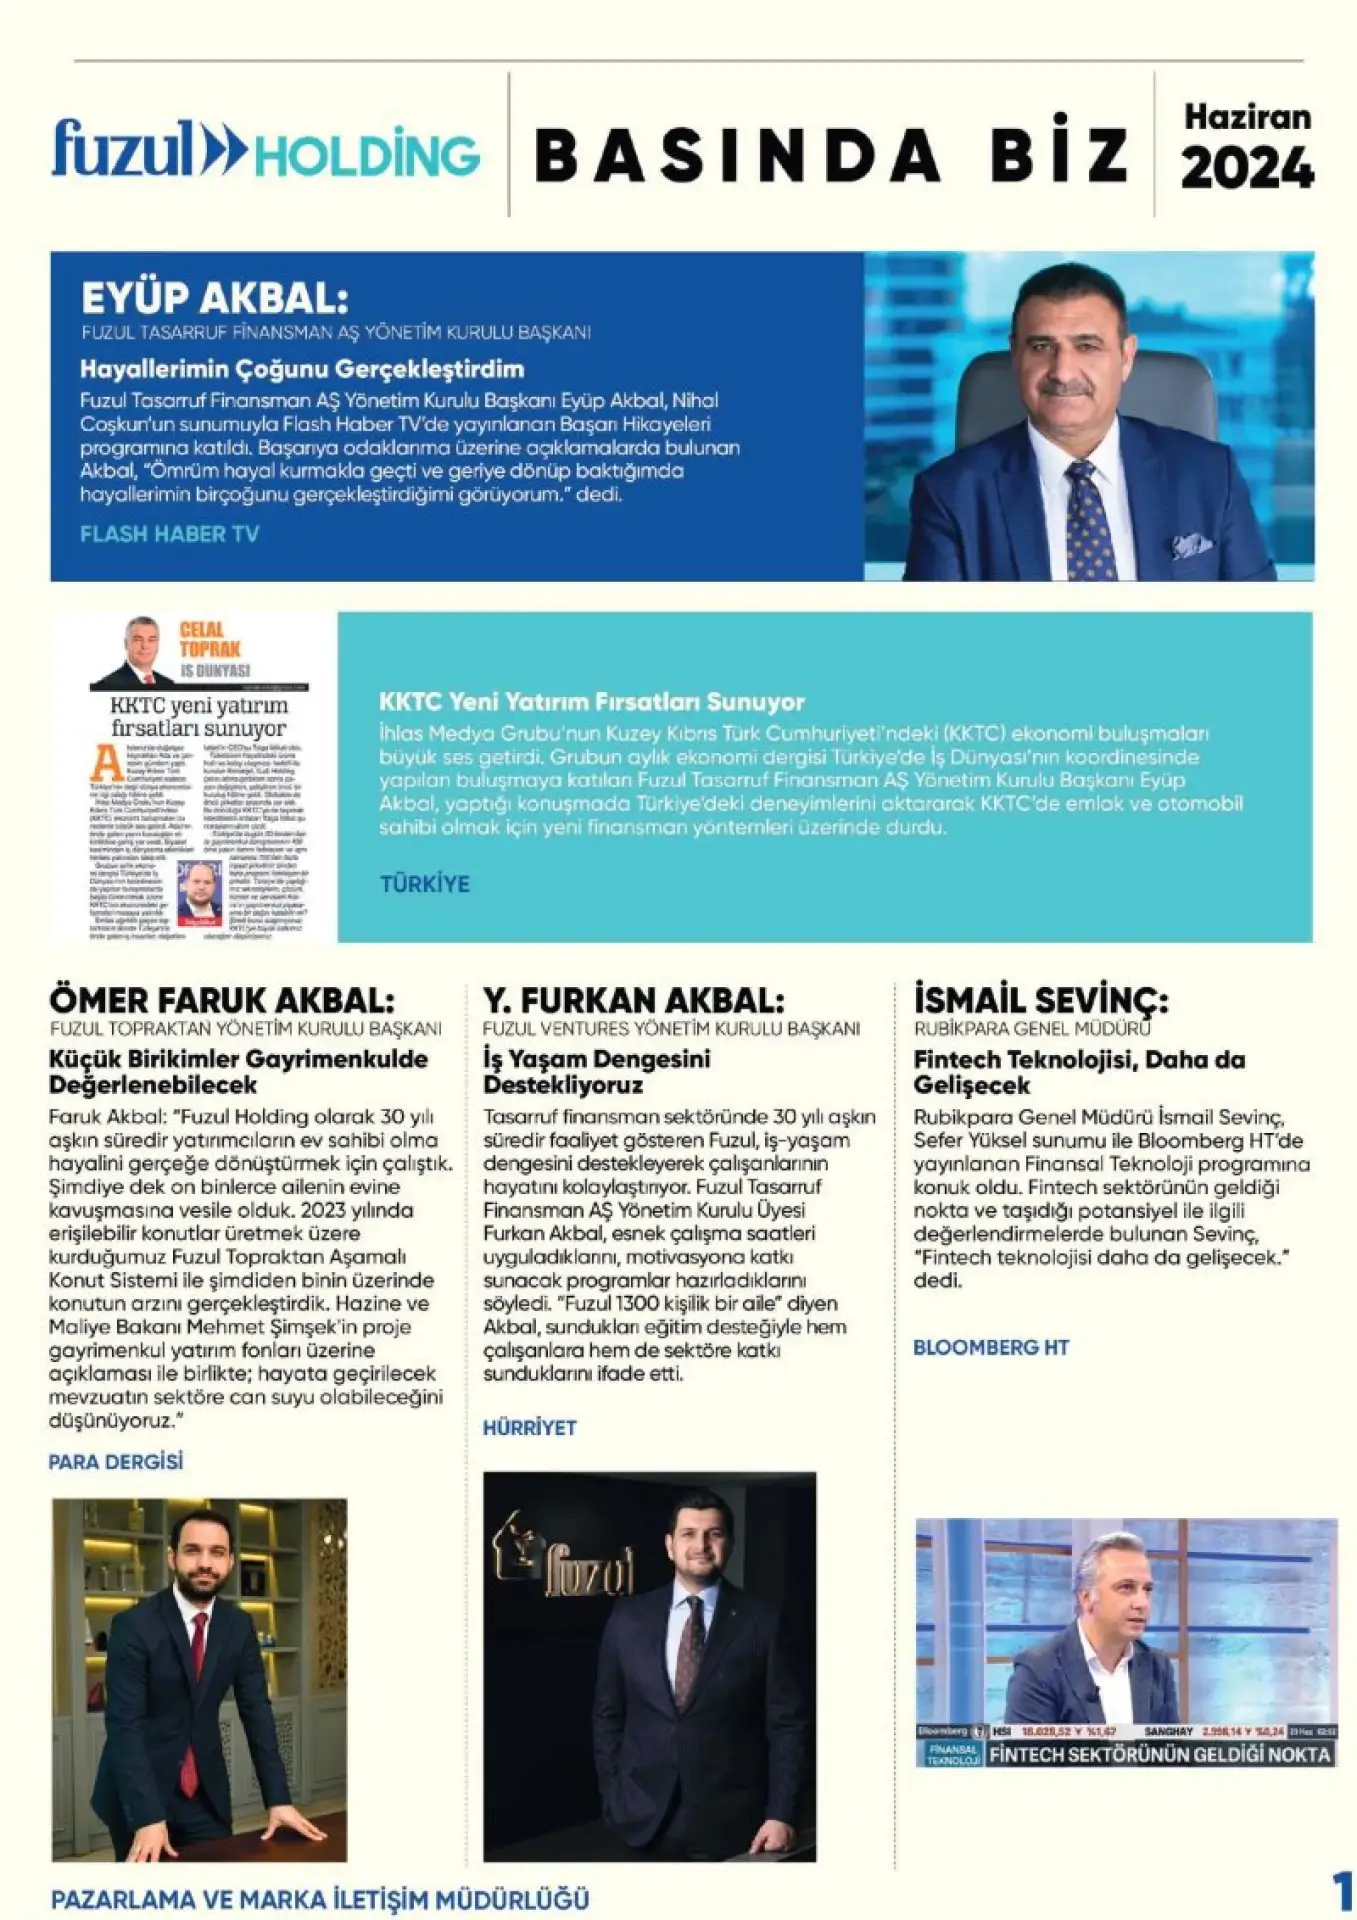 fuzul HOLDİNG
BASINDA BİZ
Haziran
2024
EYÜP AKBAL:
FUZUL TASARRUF FİNANSMAN AŞ YÖNETİM KURULU BAŞKANI
Hayallerimin Çoğunu Gerçekleştirdim
Fuzul Tasarruf Finansman AŞ Yönetim Kurulu Başkanı Eyüp Akbal, Nihal
Coşkun'un sunumuyla Flash Haber TV'de yayınlanan Başarı Hikayeleri
programına katıldı. Başarıya odaklanma üzerine açıklamalarda bulunan
Akbal, "Ömrüm hayal kurmakla geçti ve geriye dönüp baktığımda
hayallerimin birçoğunu gerçekleştirdiğimi görüyorum." dedi.
FLASH HABER TV
CELAL
TOPRAK
İŞ DÜNYASI
KKTC yeni yatırım
fırsatları sunuyor
KKTC Yeni Yatırım Fırsatları Sunuyor
İhlas Medya Grubu'nun Kuzey Kıbrıs Türk Cumhuriyeti'ndeki (KKTC) ekonomi buluşmaları
büyük ses getirdi. Grubun aylık ekonomi dergisi Türkiye'de İş Dünyası'nın koordinesinde
yapılan buluşmaya katılan Fuzul Tasarruf Finansman AŞ Yönetim Kurulu Başkanı Eyüp
Akbal, yaptığı konuşmada Türkiye'deki deneyimlerini aktararak KKTC'de emlak ve otomobil
sahibi olmak için yeni finansman yöntemleri üzerinde durdu.
TÜRKİYE
ÖMER FARUK AKBAL:
FUZUL TOPRAKTAN YÖNETİM KURULU BAŞKANI
Küçük Birikimler Gayrimenkulde
Değerlenebilecek
Faruk Akbal: "Fuzul Holding olarak 30 yılı
aşkın süredir yatırımcıların ev sahibi olma
hayalini gerçeğe dönüştürmek için çalıştık.
Şimdiye dek on binlerce ailenin evine
kavuşmasına vesile olduk. 2023 yılında
erişilebilir konutlar üretmek üzere
kurduğumuz Fuzul Topraktan Aşamalı
Konut Sistemi ile şimdiden binin üzerinde
konutun arzını gerçekleştirdik. Hazine ve
Maliye Bakanı Mehmet Şimşek'in proje
gayrimenkul yatırım fonları üzerine
açıklaması ile birlikte; hayata geçirilecek
mevzuatın sektöre can suyu olabileceğini
düşünüyoruz."
PARA DERGİSİ
Y. FURKAN AKBAL:
FUZUL VENTURES YÖNETİM KURULU BAŞKANI
İş Yaşam Dengesini
Destekliyoruz
Tasarruf finansman sektöründe 30 yılı aşkın
süredir faaliyet gösteren Fuzul, iş-yaşam
dengesini destekleyerek çalışanlarının
hayatını kolaylaştırıyor. Fuzul Tasarruf
Finansman AŞ Yönetim Kurulu Üyesi
Furkan Akbal, esnek çalışma saatleri
uyguladıklarını, motivasyona katkı
sunacak programlar hazırladıklarını
söyledi. "Fuzul 1300 kişilik bir aile" diyen
Akbal, sundukları eğitim desteğiyle hem
çalışanlara hem de sektöre katkı
sunduklarını ifade etti.
HÜRRİYET
fuzul
İSMAİL SEVİNÇ:
RUBİKPARA GENEL MÜDÜRÜ
Fintech Teknolojisi, Daha da
Gelişecek
Rubikpara Genel Müdürü İsmail Sevinç,
Sefer Yüksel sunumu ile Bloomberg HT'de
yayınlanan Finansal Teknoloji programına
konuk oldu. Fintech sektörünün geldiği
nokta ve taşıdığı potansiyel ile ilgili
değerlendirmelerde bulunan Sevinç,
"Fintech teknolojisi daha da gelişecek."
dedi.
BLOOMBERG HT
Bloomberg HSI 18.028,52 %1,67 SANGHAY 2.998,14 %0,24
FİNANSAL
TEKNOLOJİ
FİNTECH SEKTÖRÜNÜN GELDİĞİ NOKTA
PAZARLAMA VE MARKA İLETİŞİM MÜDÜRLÜĞÜ
1